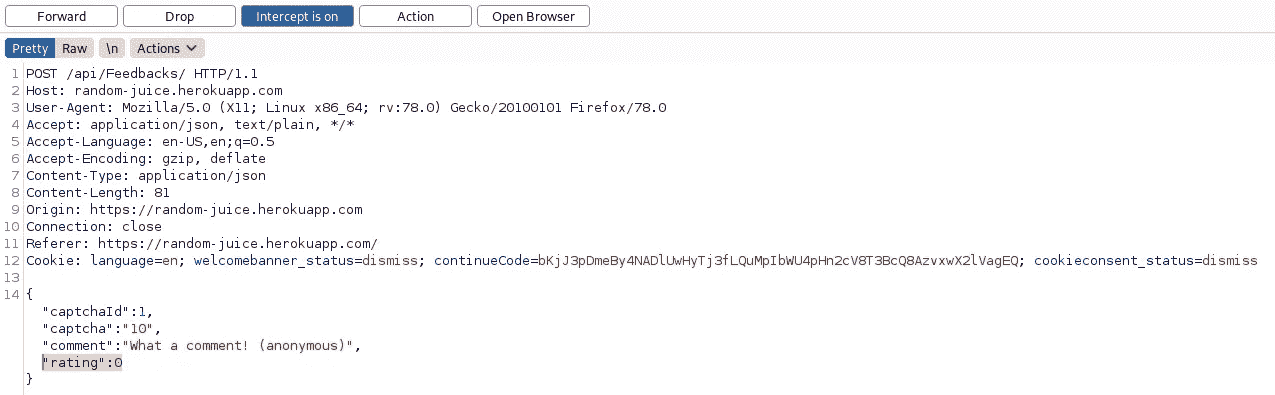 Forward Drop Intercept is on Action Open Browser
Pretty Raw \n Actions
1 POST /api/Feedbacks/ HTTP/1.1
2 Host: random-juice.herokuapp.com
3 User-Agent: Mozilla/5.0 (X11; Linux x86_64; rv:78.0) Gecko/20100101 Firefox/78.0
4 Accept: application/json, text/plain, */*
5 Accept-Language: en-US,en;q=0.5
6 Accept-Encoding: gzip, deflate
7 Content-Type: application/json
8 Content-Length: 81
9 Origin: https://random-juice.herokuapp.com
10 Connection: close
11 Referer: https://random-juice.herokuapp.com/
12 Cookie: language=en; welcomebanner_status=dismiss; continueCode=bKjJ3pDmeBy4NADlUwHyTj3fLQuMpIbWU4pHn2cV8T3BcQ8AzvxwX2lVagEQ; cookieconsent_status=dismiss
13
14 {
"captchaId":1,
"captcha":"10",
"comment":"What a comment! (anonymous)",
"rating":0
}